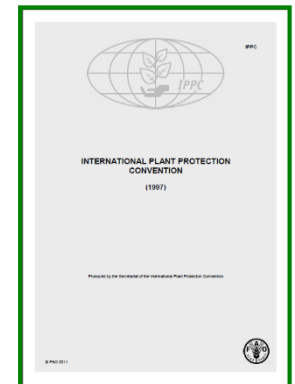 IPPC
IPPC
INTERNATIONAL PLANT PROTECTION
CONVENTION
(1997)
Produced by the Secretariat of the International Plant Protection Convention
© FAO 2011
FAO